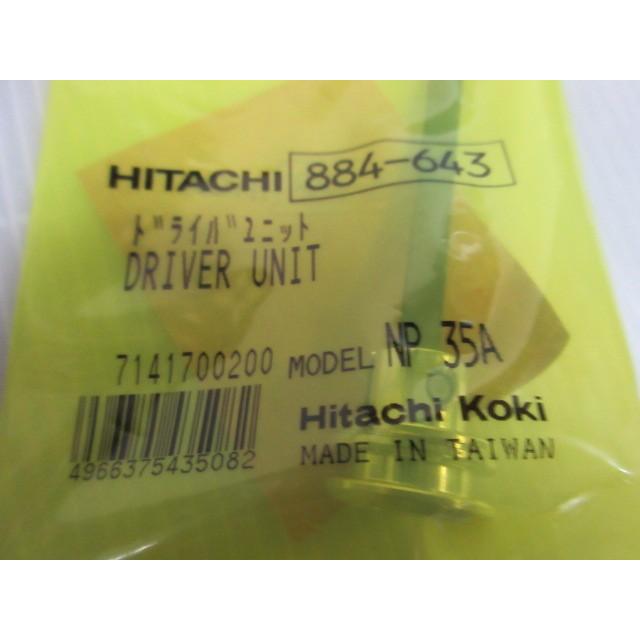 HITACHI 884-643
ﾄﾞﾗｲﾊﾞﾕﾆｯﾄ
DRIVER UNIT
7141700200 MODEL NP 35A
Hitachi Koki
4966375435082 MADE IN TAIWAN